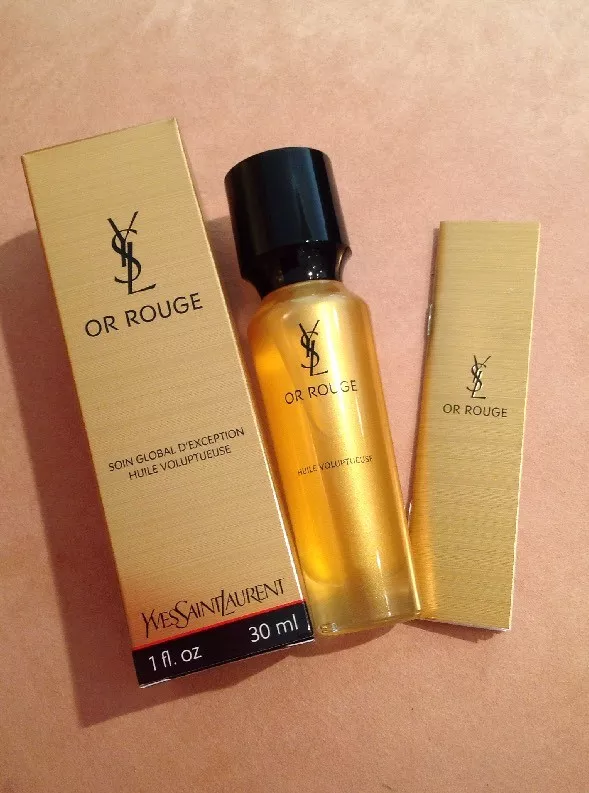 YSL
OR ROUGE
SOIN GLOBAL D'EXCEPTION
HUILE VOLUPTUEUSE
YVESSAINTLAURENT
1 fl. oz 30 ml
YSL
OR ROUGE
HUILE VOLUPTUEUSE
YSL
OR ROUGE